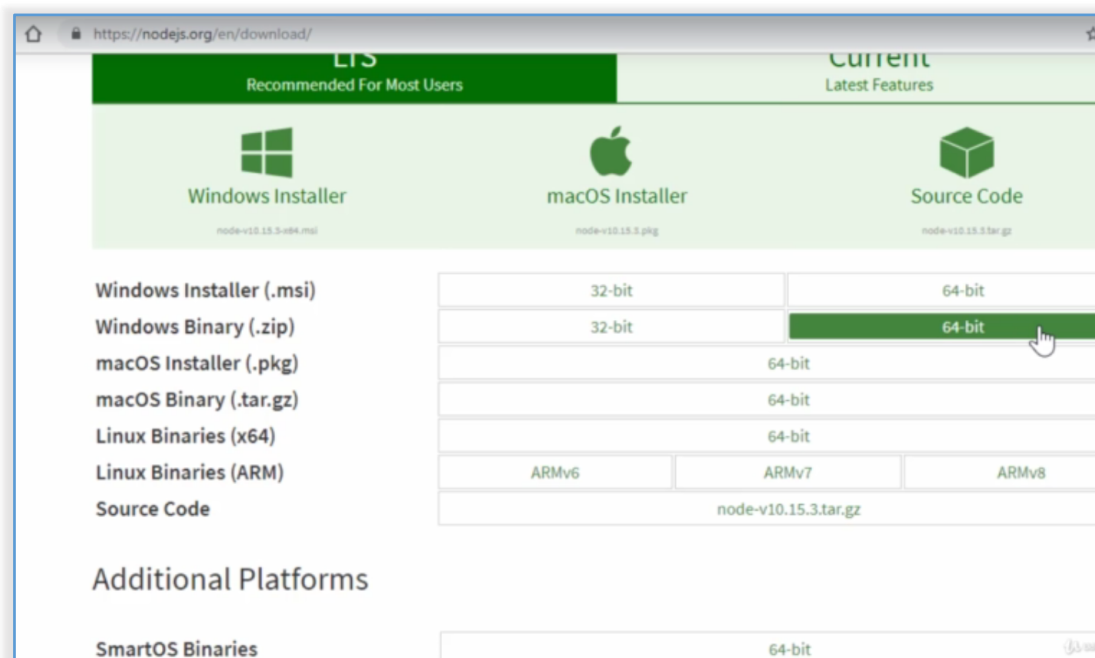 https://nodejs.org/en/download/
LTS Current
Recommended For Most Users Latest Features
Windows Installer macOS Installer Source Code
node-v10.15.3-x64.msi node-v10.15.3.pkg node-v10.15.3.tar.gz
Windows Installer (.msi) 32-bit 64-bit
Windows Binary (.zip) 32-bit 64-bit
macOS Installer (.pkg) 64-bit
macOS Binary (.tar.gz) 64-bit
Linux Binaries (x64) 64-bit
Linux Binaries (ARM) ARMv6 ARMv7 ARMv8
Source Code node-v10.15.3.tar.gz
Additional Platforms
SmartOS Binaries 64-bit